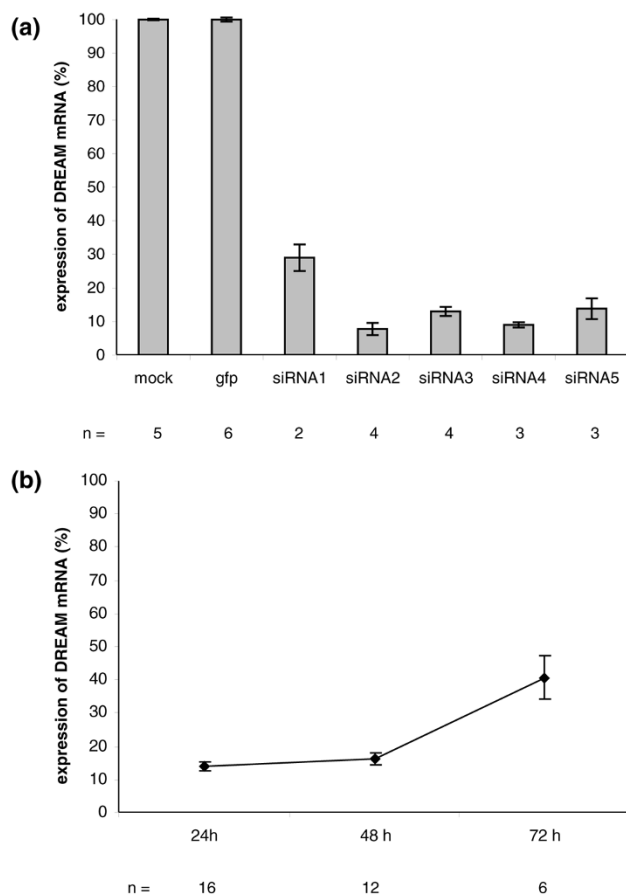 (a)
expression of DREAM mRNA (%)
100
90
80
70
60
50
40
30
20
10
0
mock gfp siRNA1 siRNA2 siRNA3 siRNA4 siRNA5
n = 5 6 2 4 4 3 3
(b)
expression of DREAM mRNA (%)
100
90
80
70
60
50
40
30
20
10
0
24h 48 h 72 h
n = 16 12 6